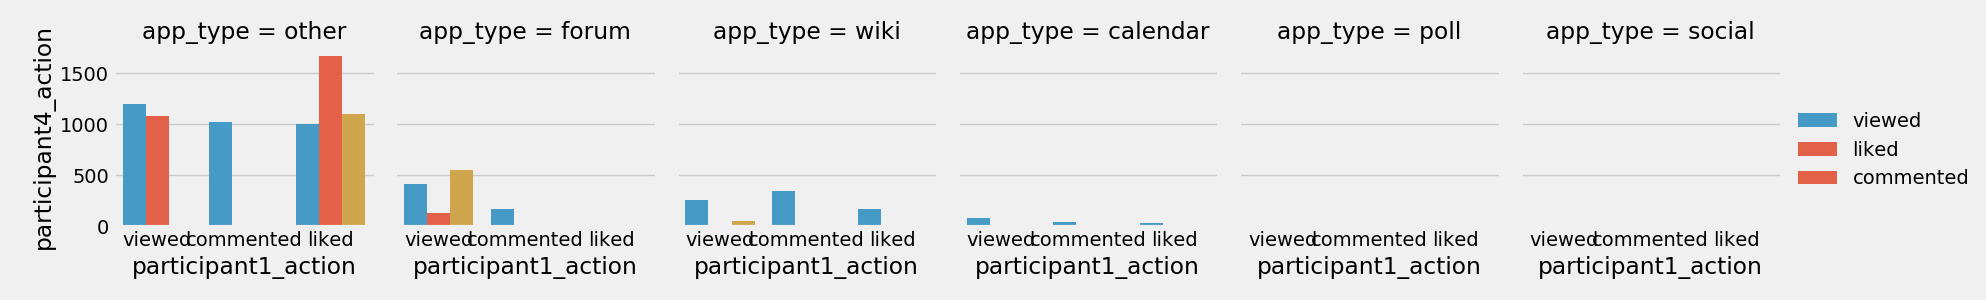 app_type = other
app_type = forum
app_type = wiki
app_type = calendar
app_type = poll
app_type = social
participant4_action
1500
1000
500
0
viewed commented liked
viewed commented liked
viewed commented liked
viewed commented liked
viewed commented liked
viewed commented liked
participant1_action
participant1_action
participant1_action
participant1_action
participant1_action
participant1_action
viewed
liked
commented